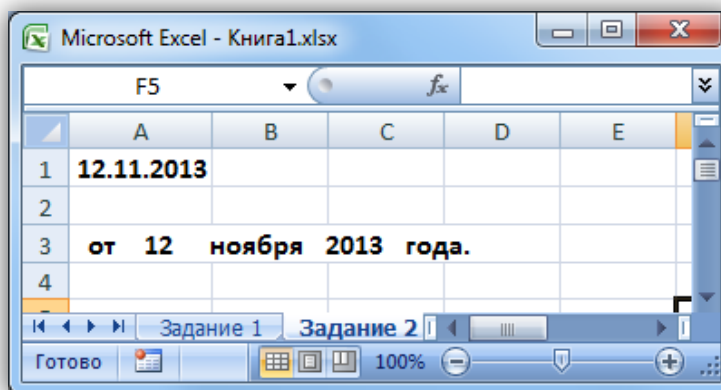 Microsoft Excel - Книга1.xlsx
F5 fx
A B C D E
1 12.11.2013
2
3 от 12 ноября 2013 года.
4
Задание 1 Задание 2
Готово 100%